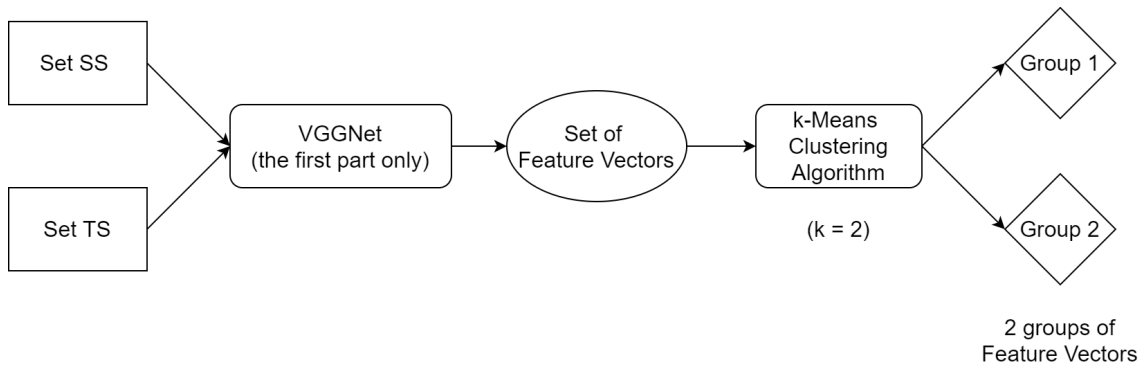 Set SS
Set TS
VGGNet
(the first part only)
Set of
Feature Vectors
k-Means
Clustering
Algorithm
(k = 2)
Group 1
Group 2
2 groups of
Feature Vectors